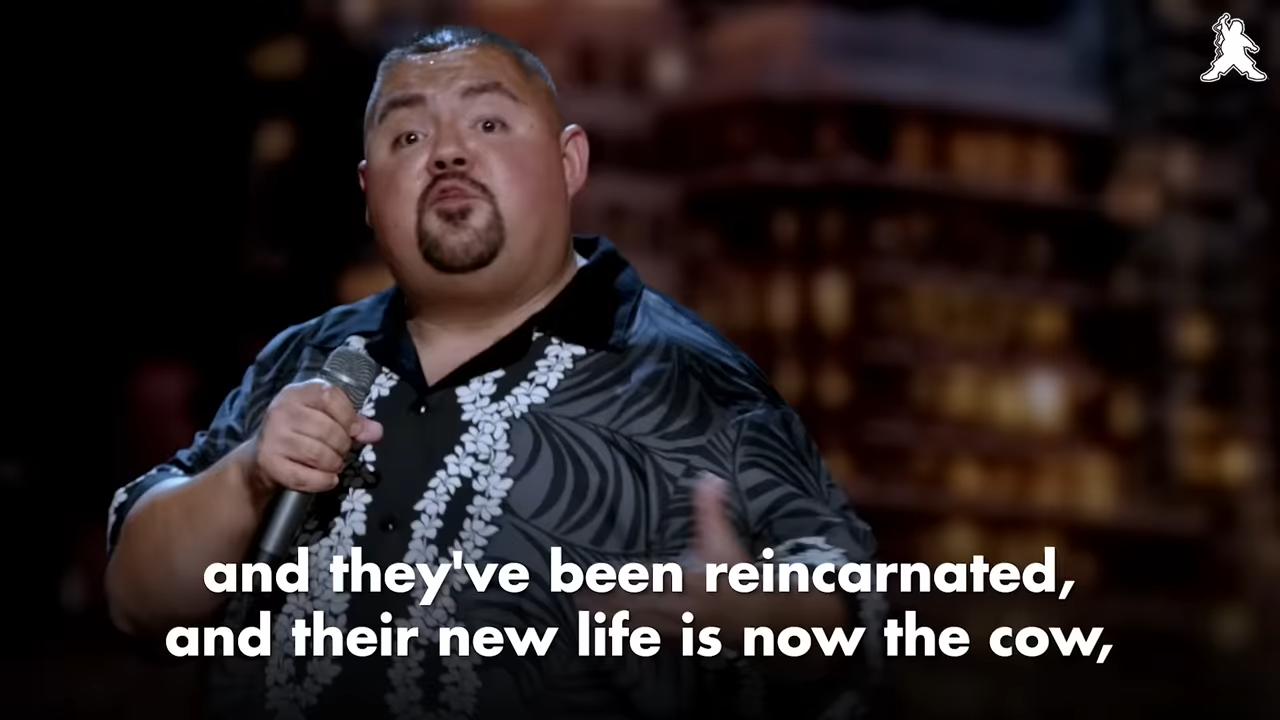 and they've been reincarnated,
and their new life is now the cow,